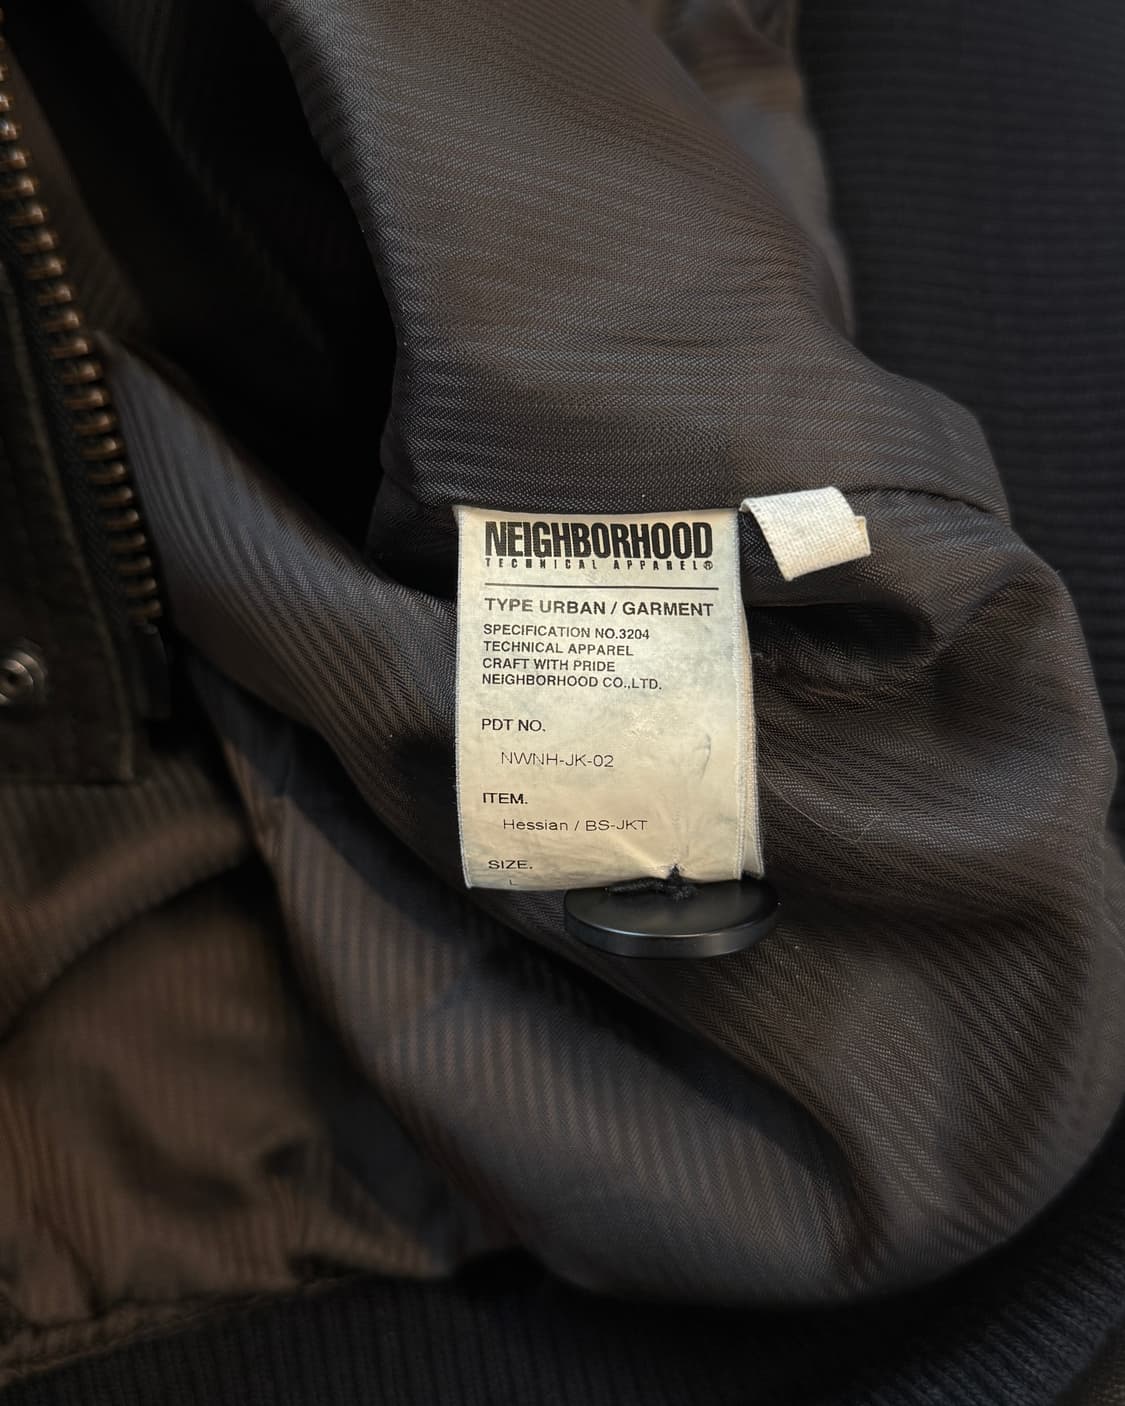 NEIGHBORHOOD
TECHNICAL APPAREL®
TYPE URBAN / GARMENT
SPECIFICATION NO.3204
TECHNICAL APPAREL
CRAFT WITH PRIDE
NEIGHBORHOOD CO.,LTD.
PDT NO.
NWNH-JK-02
ITEM.
Hessian / BS-JKT
SIZE.
L